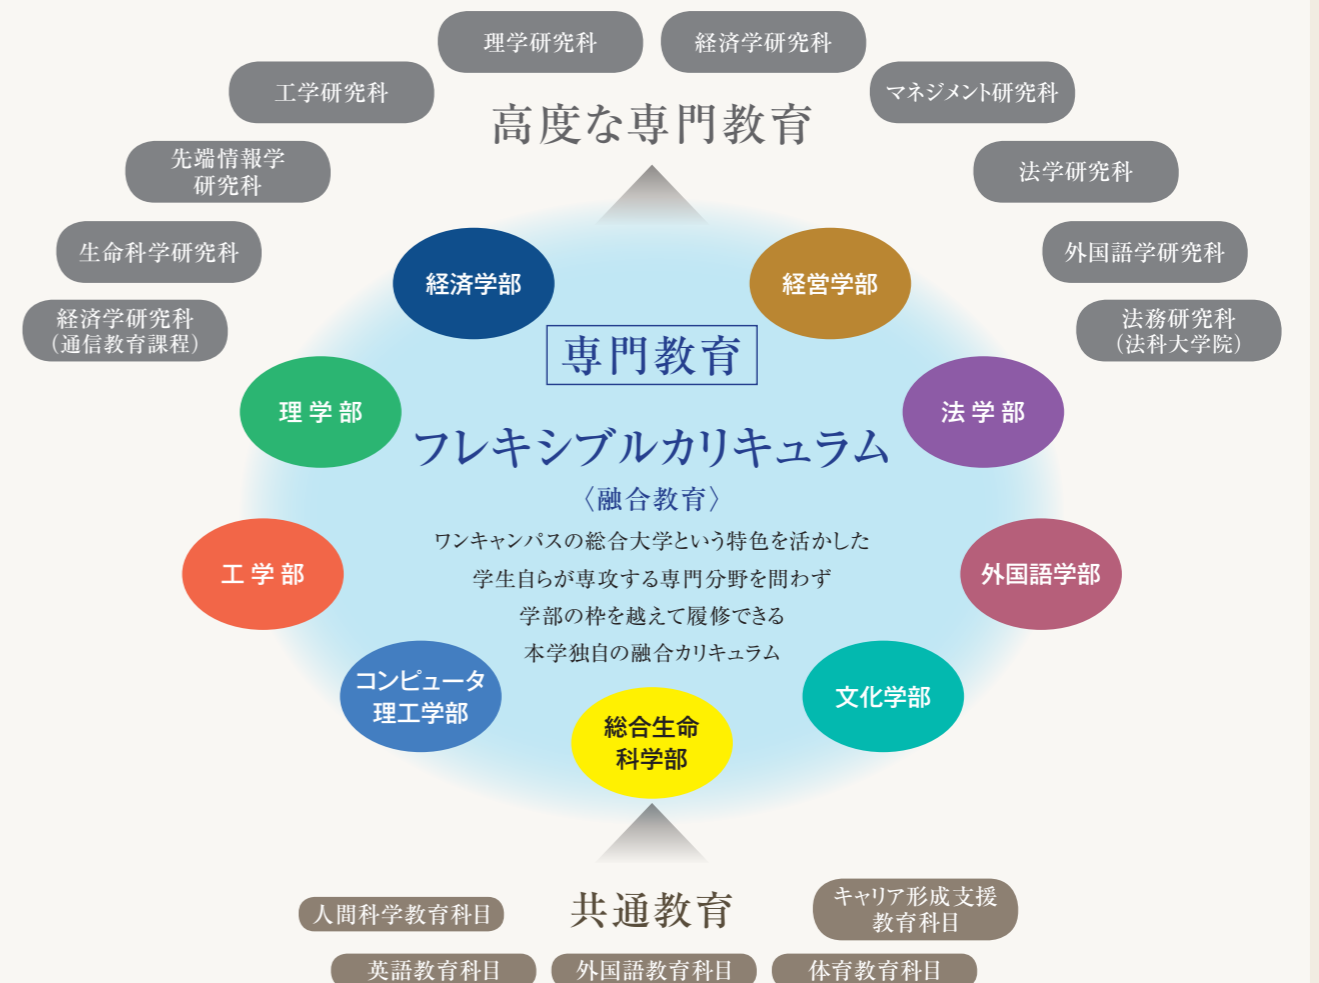 理学研究科
経済学研究科
工学研究科
マネジメント研究科
高度な専門教育
先端情報学
研究科
法学研究科
生命科学研究科
外国語学研究科
経済学研究科
（通信教育課程）
法務研究科
（法科大学院）
経済学部
経営学部
専門教育
理学部
法学部
フレキシブルカリキュラム
〈融合教育〉
ワンキャンパスの総合大学という特色を活かした
学生自らが専攻する専門分野を問わず
学部の枠を越えて履修できる
本学独自の融合カリキュラム
工学部
外国語学部
コンピュータ
理工学部
文化学部
総合生命
科学部
共通教育
人間科学教育科目
キャリア形成支援
教育科目
英語教育科目
外国語教育科目
体育教育科目